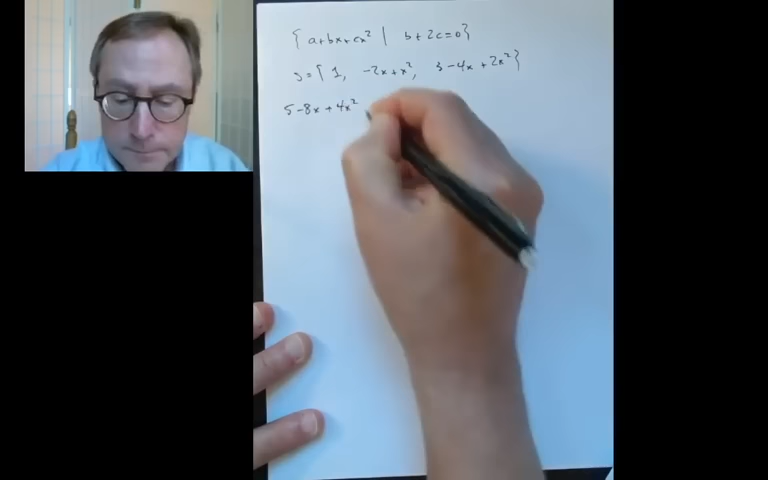 { a+bx+cx² | b+2c=0}
S={ 1, -2x+x², 3-4x+2x² }
5-8x+4x²